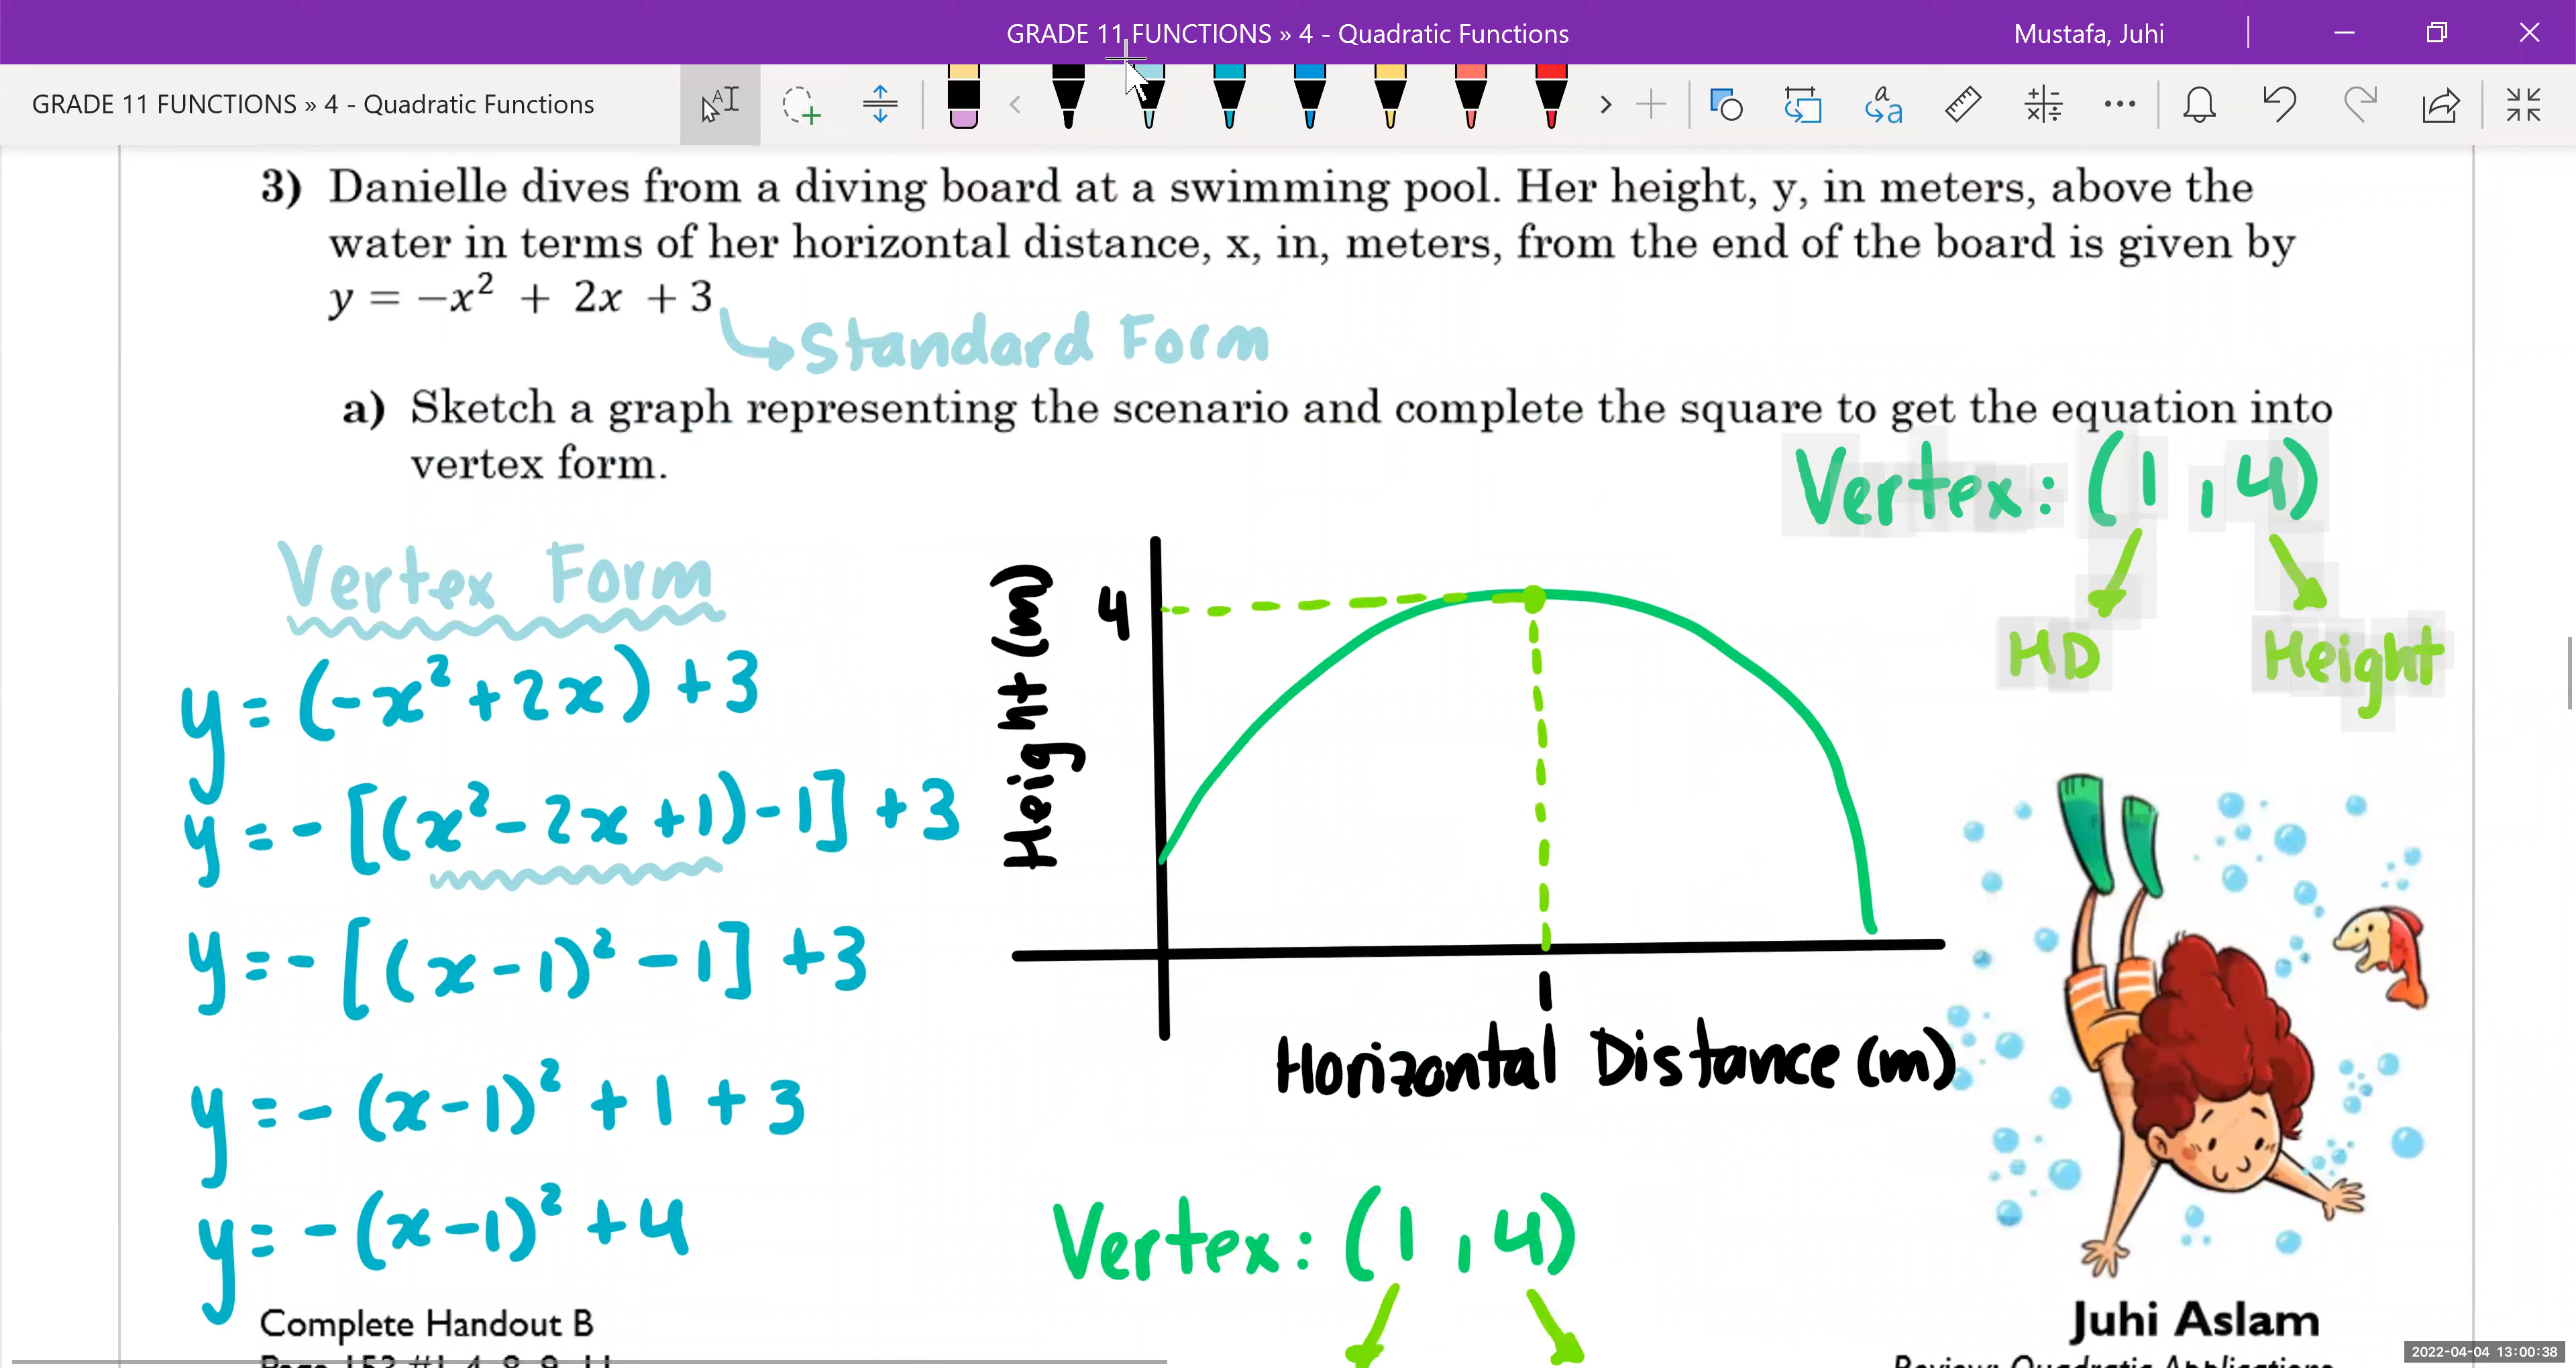 GRADE 11 FUNCTIONS » 4 - Quadratic Functions
Mustafa, Juhi
GRADE 11 FUNCTIONS » 4 - Quadratic Functions
3) Danielle dives from a diving board at a swimming pool. Her height, y, in meters, above the
water in terms of her horizontal distance, x, in, meters, from the end of the board is given by
y = −x² + 2x + 3
Standard Form
a) Sketch a graph representing the scenario and complete the square to get the equation into
vertex form.
Vertex: (1, 4)
HD Height
Vertex Form
y = (-x² + 2x) + 3
y = -[(x² - 2x + 1) - 1] + 3
y = -[(x - 1)² - 1] + 3
y = -(x - 1)² + 1 + 3
y = -(x - 1)² + 4
Height (m)
4
1
Horizontal Distance (m)
Vertex: (1, 4)
Complete Handout B
Juhi Aslam
Review: Quadratic Applications
2022-04-04 13:00:38